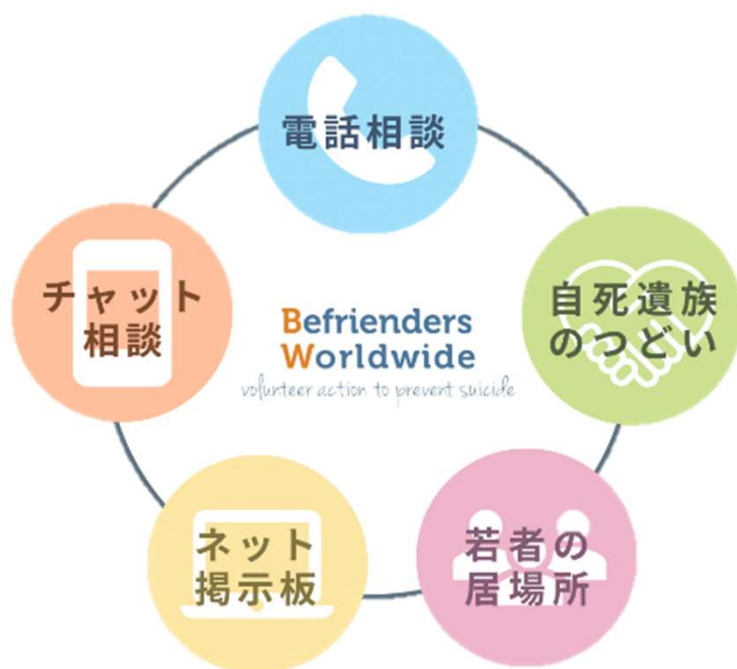 電話相談
チャット
相談
自死遺族
のつどい
Befrienders
Worldwide
volunteer action to prevent suicide
ネット
掲示板
若者の
居場所